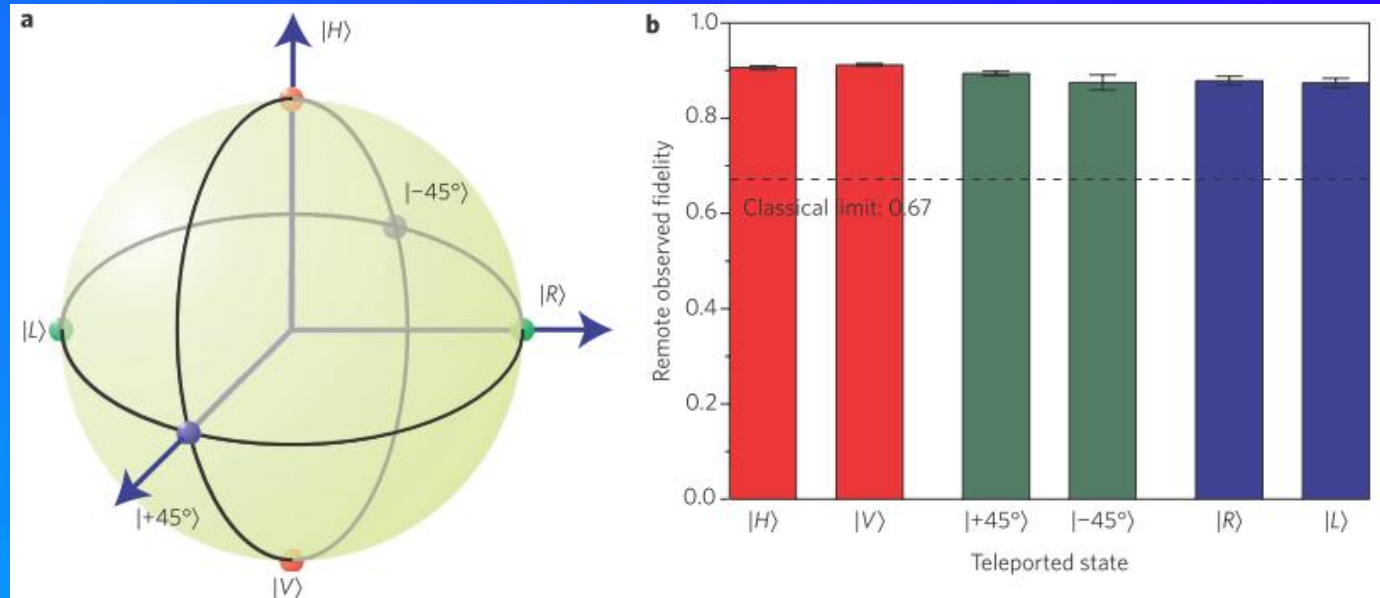 a
|H⟩
|−45°⟩
|R⟩
|L⟩
|+45°⟩
|V⟩
b
Remote observed fidelity
1.0
0.8
0.6
0.4
0.2
0.0
Classical limit: 0.67
|H⟩ |V⟩ |+45°⟩ |−45°⟩ |R⟩ |L⟩
Teleported state